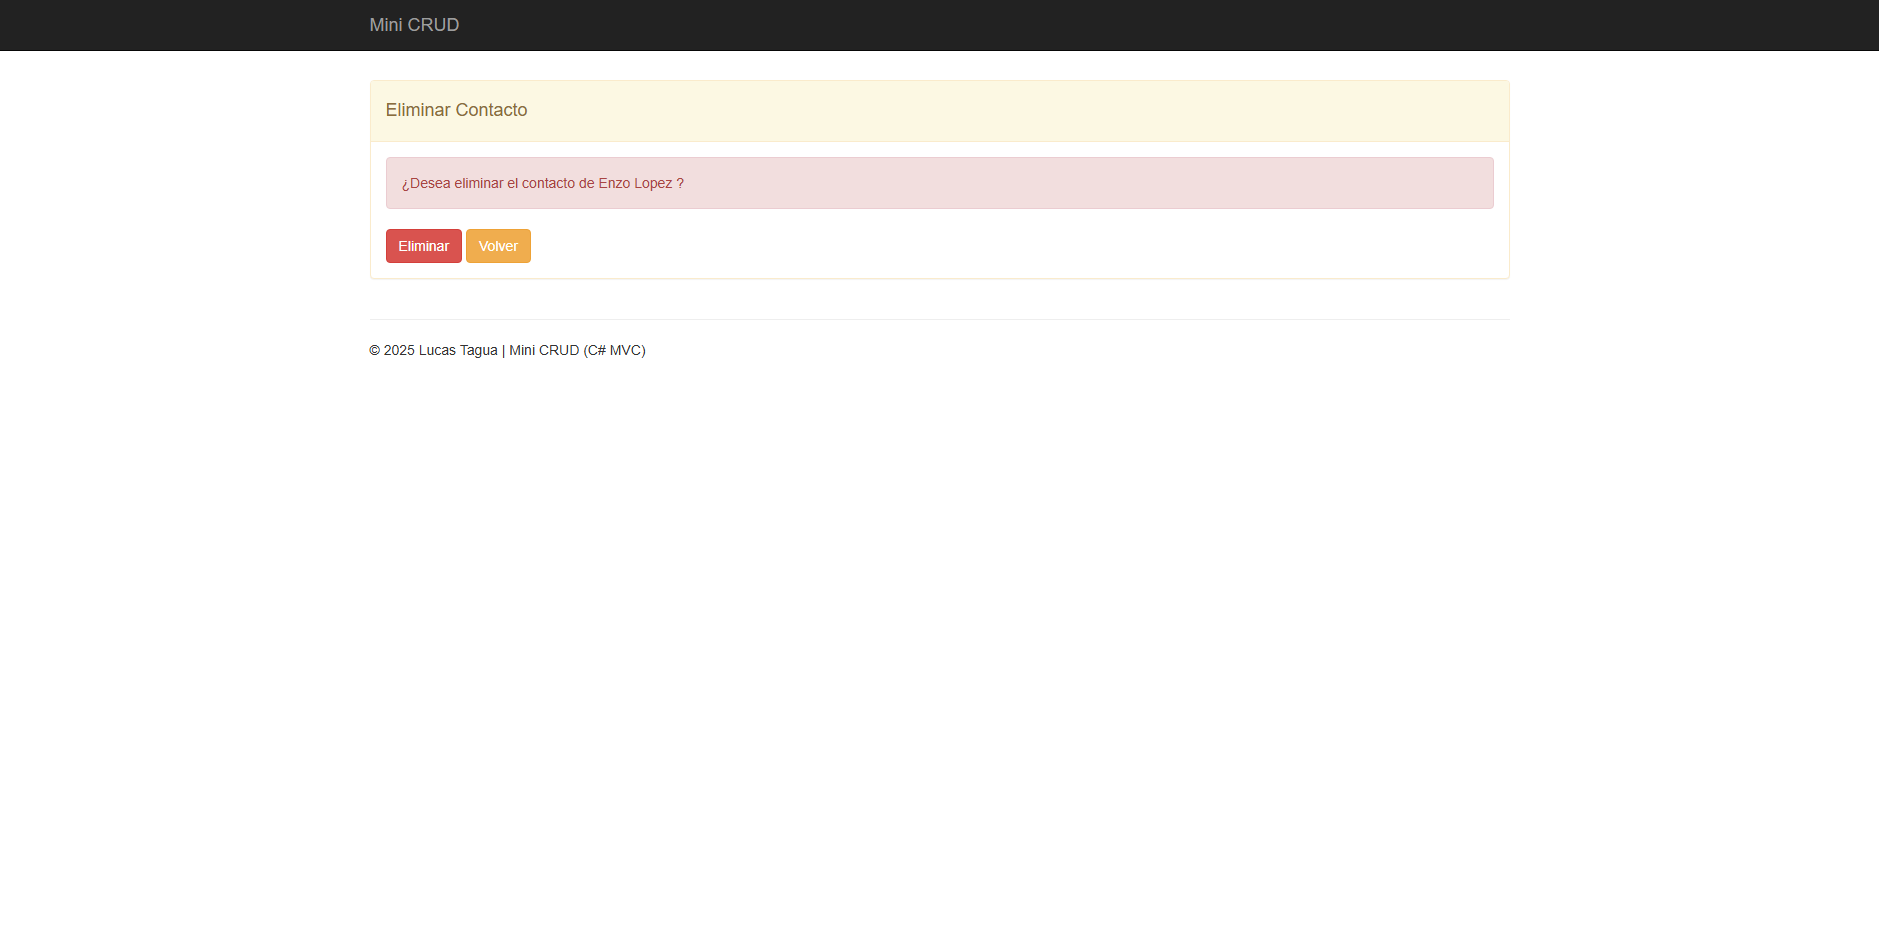 Mini CRUD
Eliminar Contacto
¿Desea eliminar el contacto de Enzo Lopez ?
Eliminar Volver
© 2025 Lucas Tagua | Mini CRUD (C# MVC)